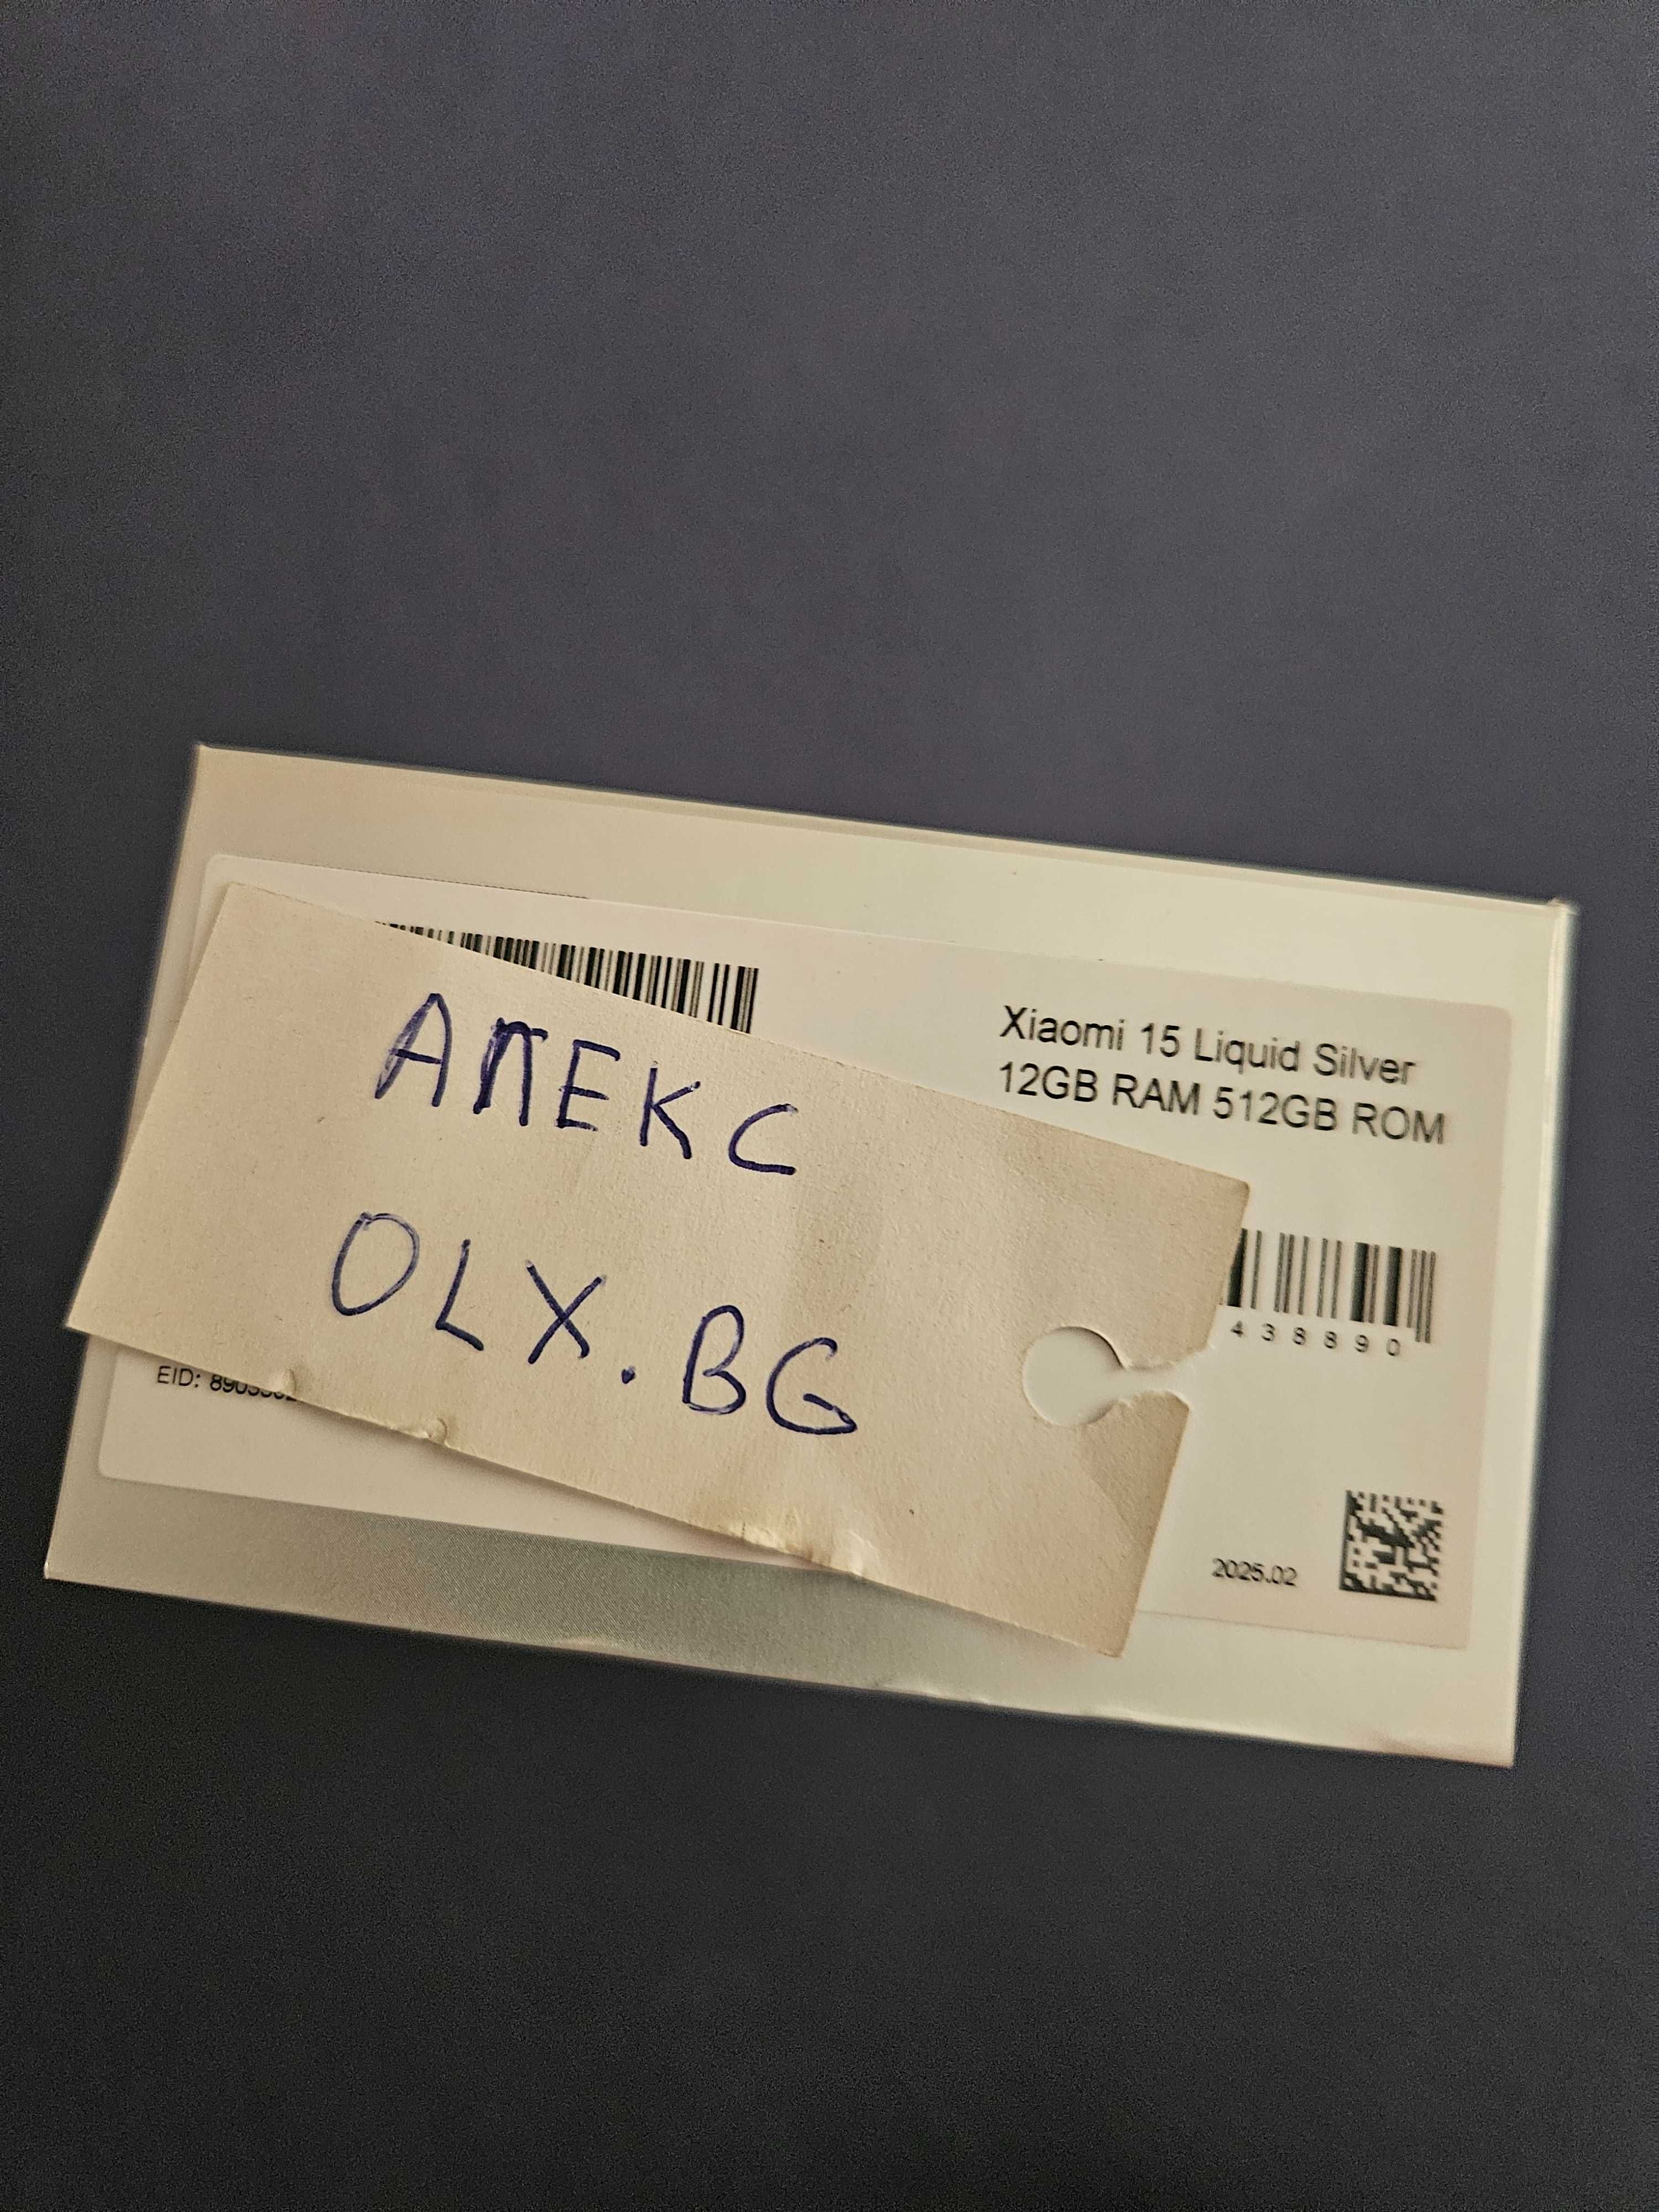 Xiaomi 15 Liquid Silver
12GB RAM 512GB ROM
АЛЕКС
OLX.BG
438890
EID:
2025.02